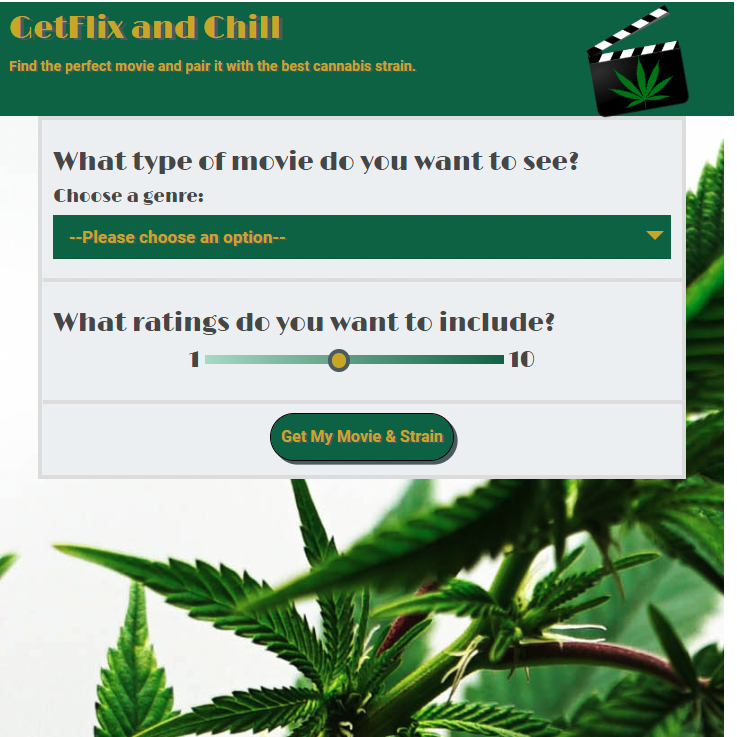 GetFlix and Chill
Find the perfect movie and pair it with the best cannabis strain.
What type of movie do you want to see?
Choose a genre:
--Please choose an option--
What ratings do you want to include?
1 10
Get My Movie & Strain